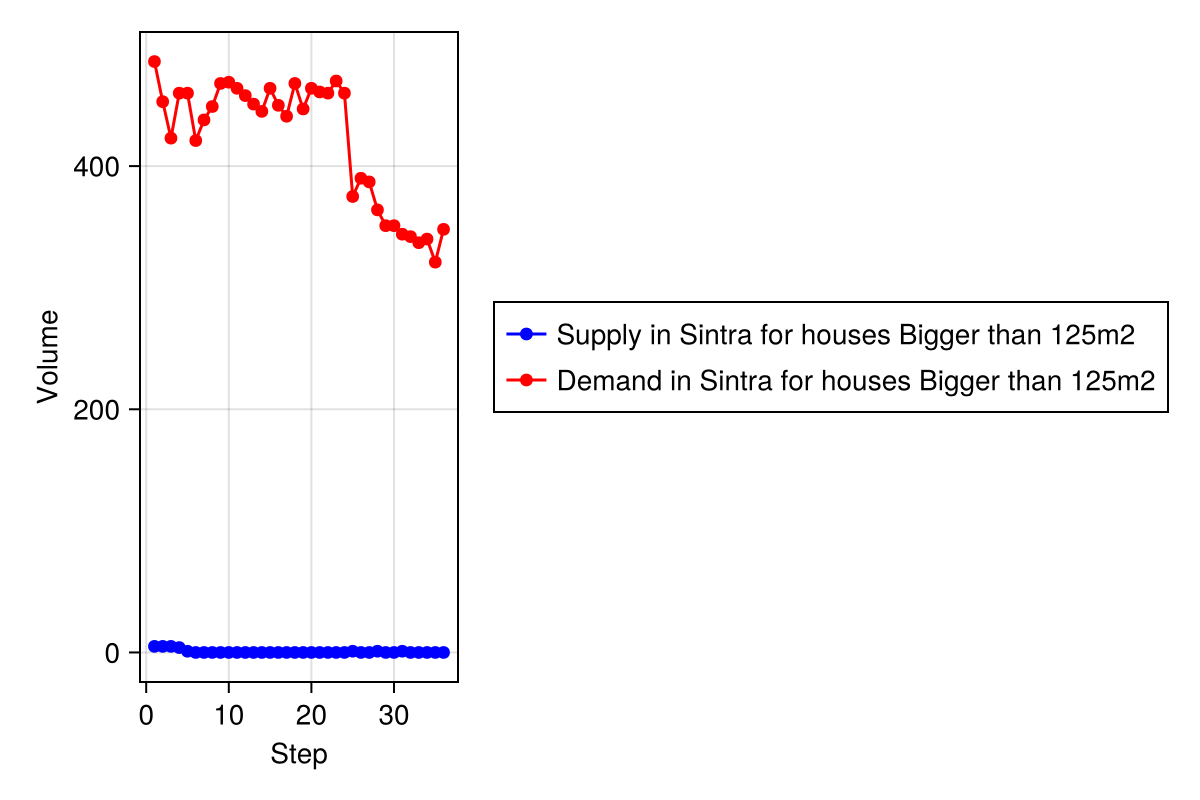 Volume
400
200
0
0 10 20 30
Step
Supply in Sintra for houses Bigger than 125m2
Demand in Sintra for houses Bigger than 125m2